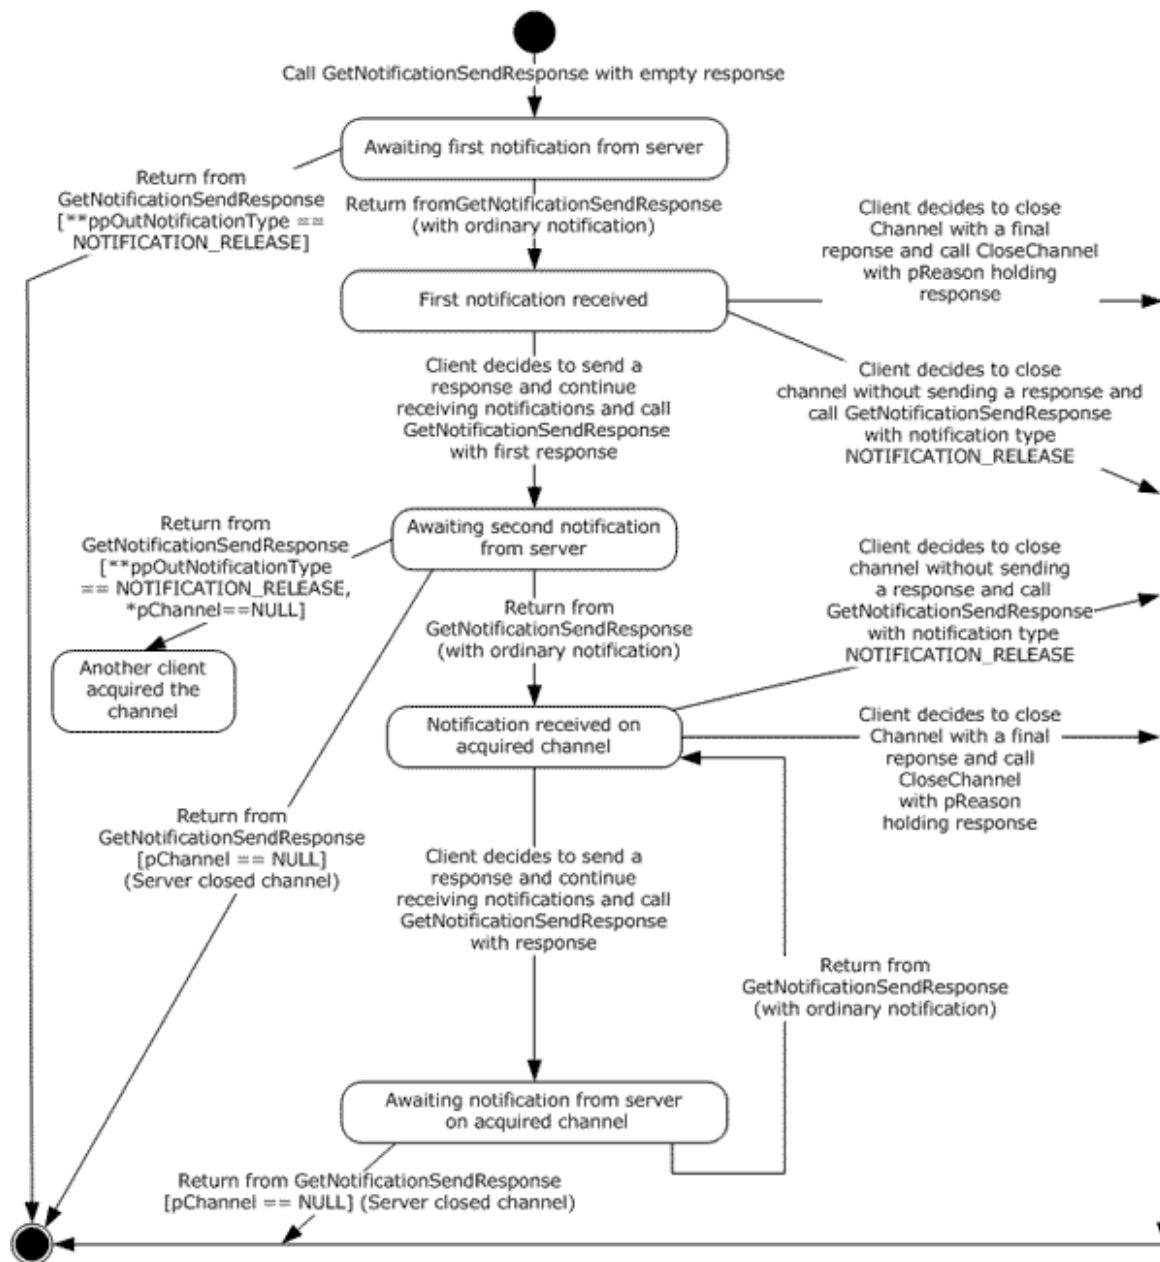 Call GetNotificationSendResponse with empty response
Awaiting first notification from server
Return from
GetNotificationSendResponse
[**ppOutNotificationType ==
NOTIFICATION_RELEASE]
Return fromGetNotificationSendResponse
(with ordinary notification)
Client decides to close
Channel with a final
reponse and call CloseChannel
with pReason holding
response
First notification received
Client decides to send a
response and continue
receiving notifications and call
GetNotificationSendResponse
with first response
Client decides to close
channel without sending a response and
call GetNotificationSendResponse
with notification type
NOTIFICATION_RELEASE
Awaiting second notification
from server
Return from
GetNotificationSendResponse
[**ppOutNotificationType
== NOTIFICATION_RELEASE,
*pChannel==NULL]
Client decides to close
channel without sending
a response and call
GetNotificationSendResponse
with notification type
NOTIFICATION_RELEASE
Return from
GetNotificationSendResponse
(with ordinary notification)
Another client
acquired the
channel
Notification received on
acquired channel
Client decides to close
Channel with a final
reponse and call
CloseChannel
with pReason
holding response
Return from
GetNotificationSendResponse
[pChannel == NULL]
(Server closed channel)
Client decides to send a
response and continue
receiving notifications and call
GetNotificationSendResponse
with response
Return from
GetNotificationSendResponse
(with ordinary notification)
Awaiting notification from server
on acquired channel
Return from GetNotificationSendResponse
[pChannel == NULL] (Server closed channel)